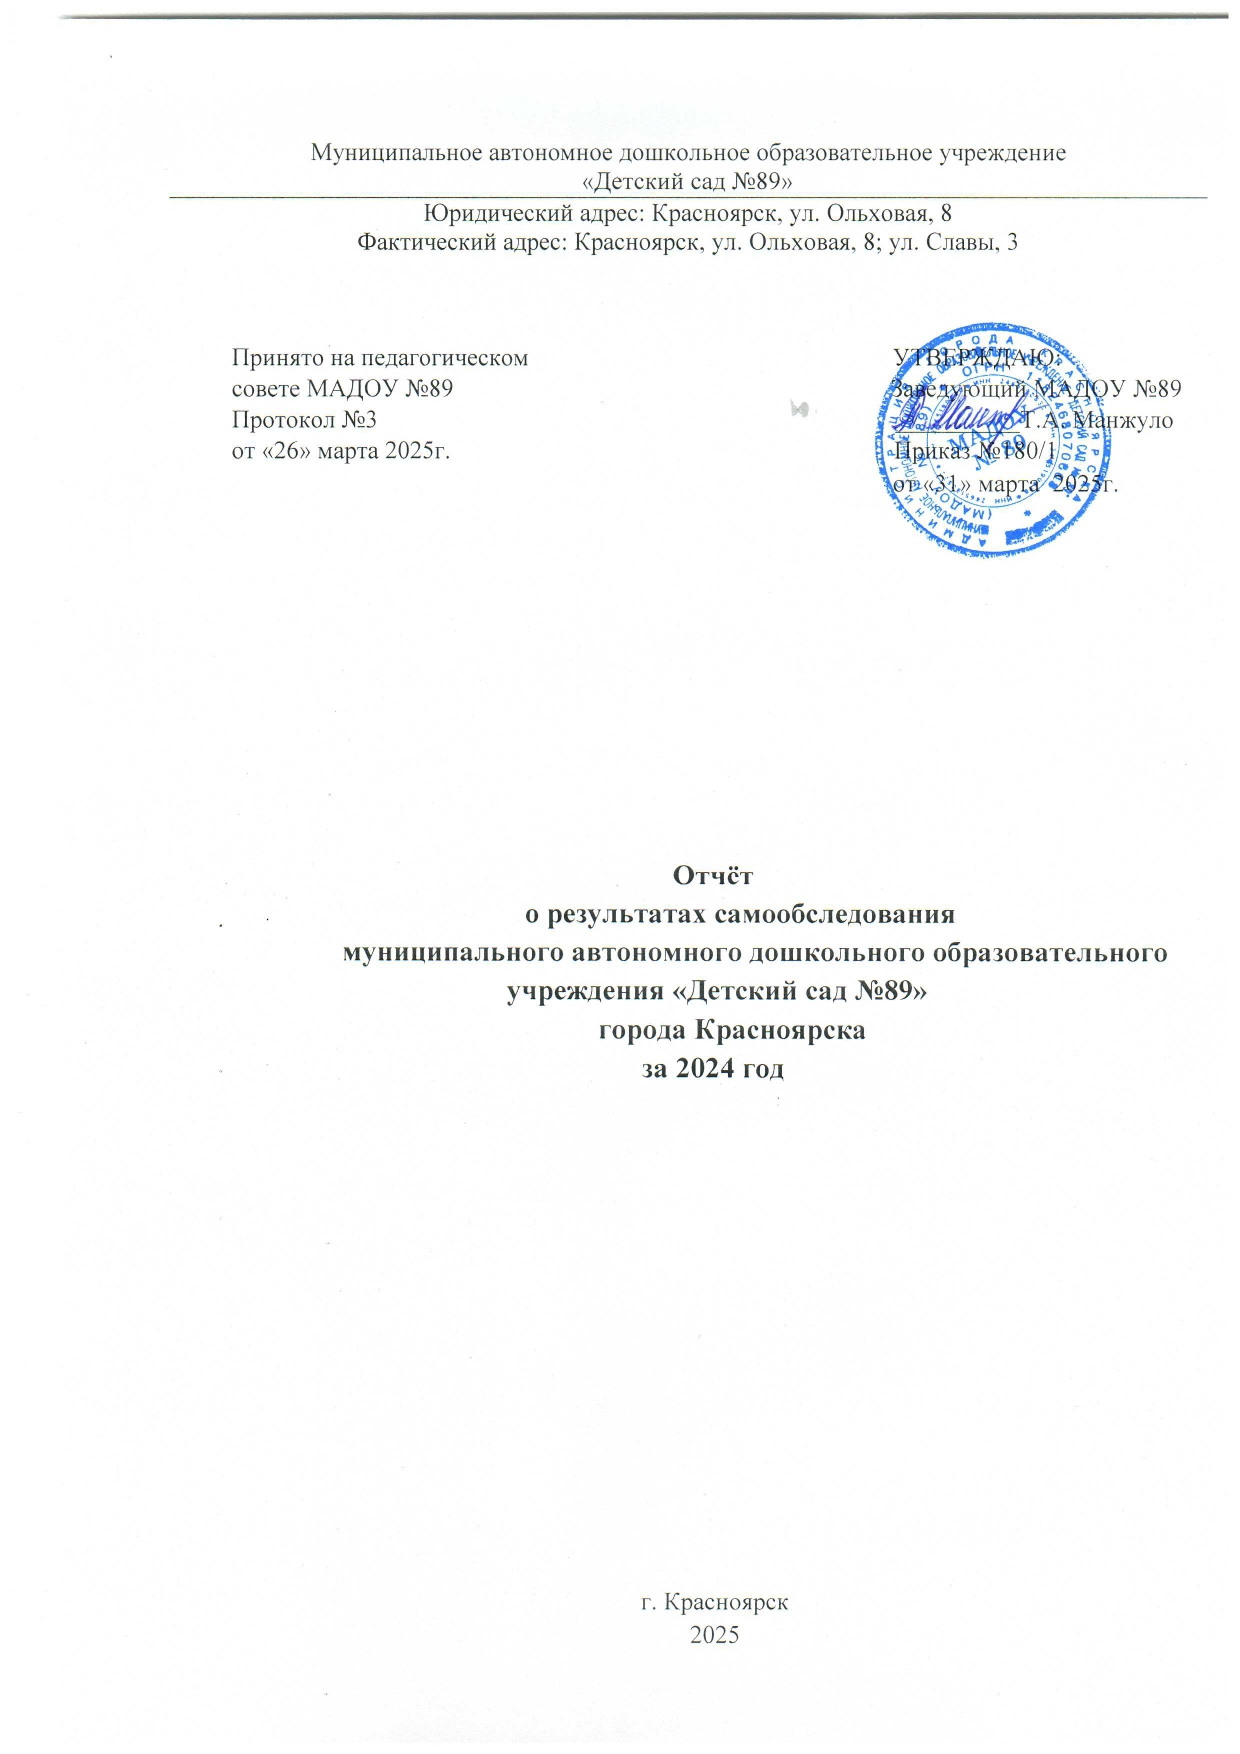 Муниципальное автономное дошкольное образовательное учреждение
«Детский сад №89»
Юридический адрес: Красноярск, ул. Ольховая, 8
Фактический адрес: Красноярск, ул. Ольховая, 8; ул. Славы, 3
Принято на педагогическом
совете МАДОУ №89
Протокол №3
от «26» марта 2025г.
УТВЕРЖДАЮ:
Заведующий МАДОУ №89
Т.А. Манжуло
Приказ №180/1
от «31» марта 2025г.
МАДОУ
№ 89
Отчёт
о результатах самообследования
муниципального автономного дошкольного образовательного
учреждения «Детский сад №89»
города Красноярска
за 2024 год
г. Красноярск
2025